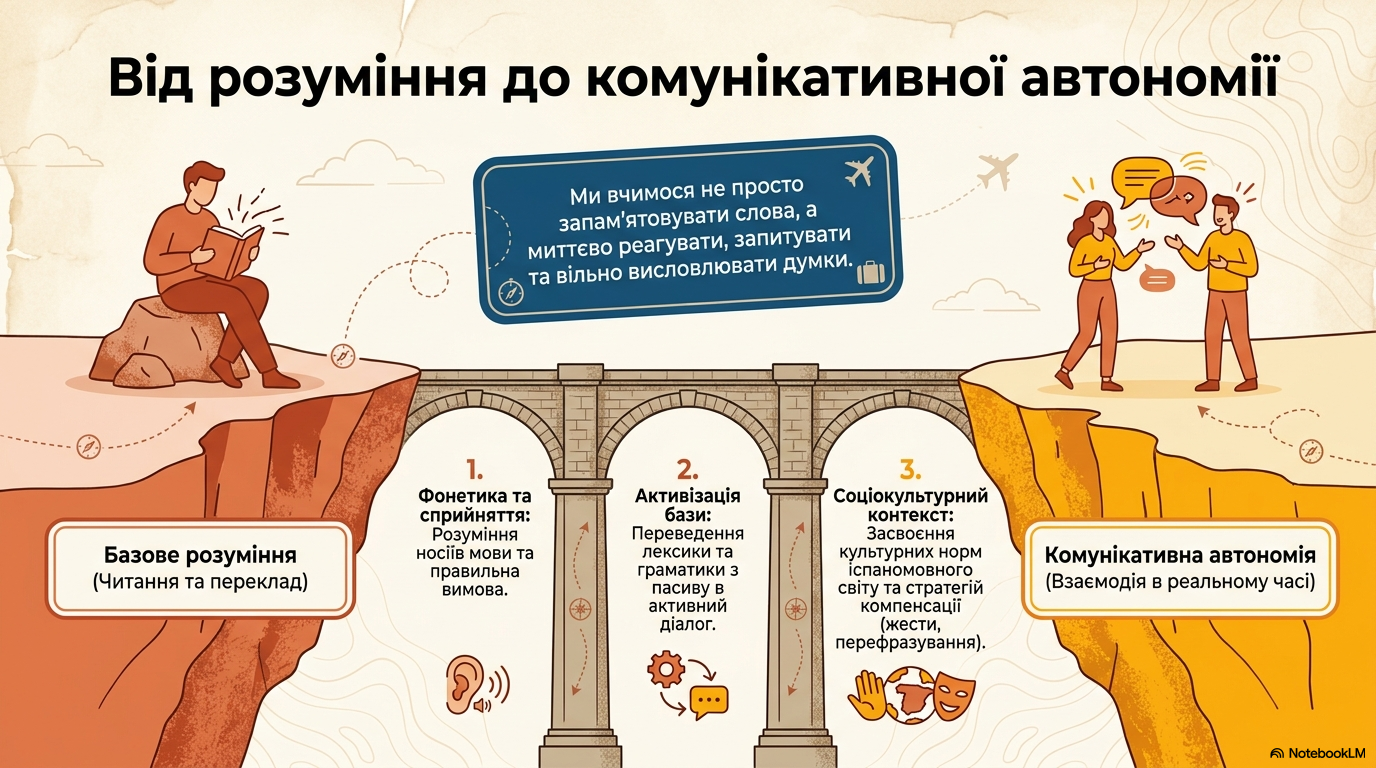 Від розуміння до комунікативної автономії
Ми вчимося не просто
запам'ятовувати слова, а
миттєво реагувати, запитувати
та вільно висловлювати думки.
Базове розуміння
(Читання та переклад)
1.
Фонетика та
сприйняття:
Розуміння
носіїв мови та
правильна
вимова.
2.
Активізація
бази:
Переведення
лексики та
граматики з
пасиву в
активний
діалог.
3.
Соціокультурний
контекст:
Засвоєння
культурних норм
іспаномовного
світу та стратегій
компенсації
(жести,
перефразування).
Комунікативна автономія
(Взаємодія в реальному часі)
NotebookLM